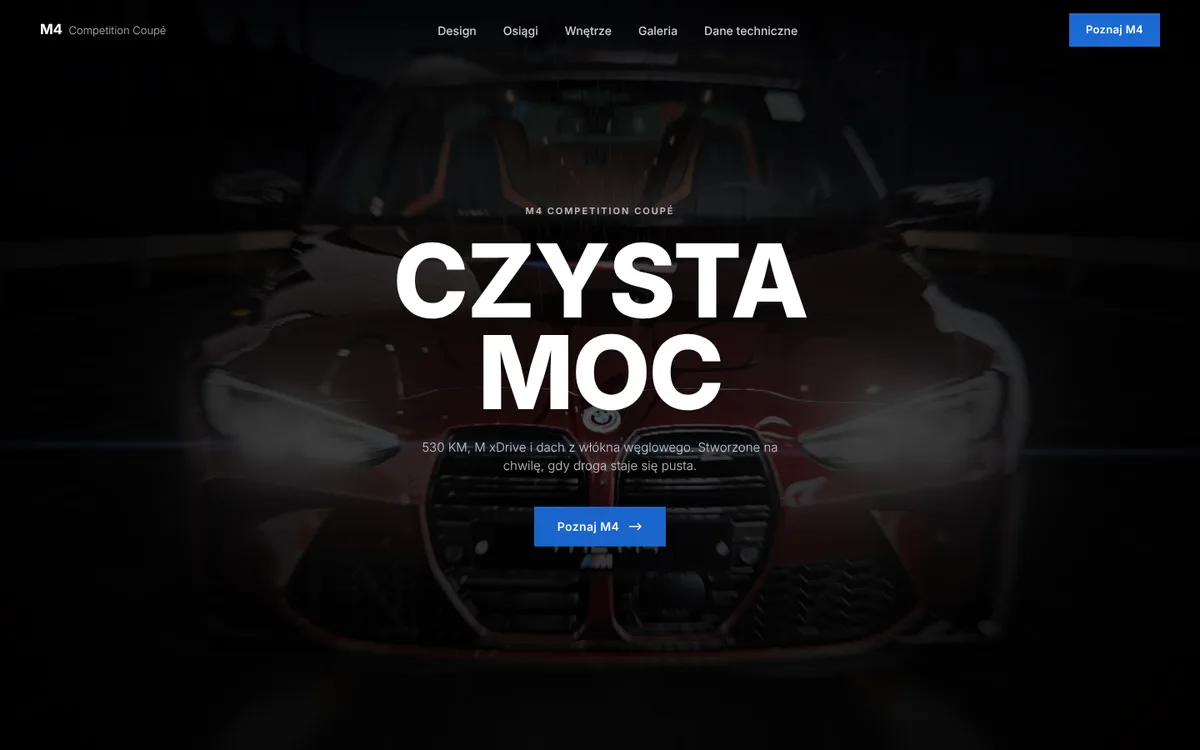 M4 Competition Coupé
Design Osiągi Wnętrze Galeria Dane techniczne
Poznaj M4
M4 COMPETITION COUPÉ
CZYSTA
MOC
530 KM, M xDrive i dach z włókna węglowego. Stworzone na
chwilę, gdy droga staje się pusta.
Poznaj M4